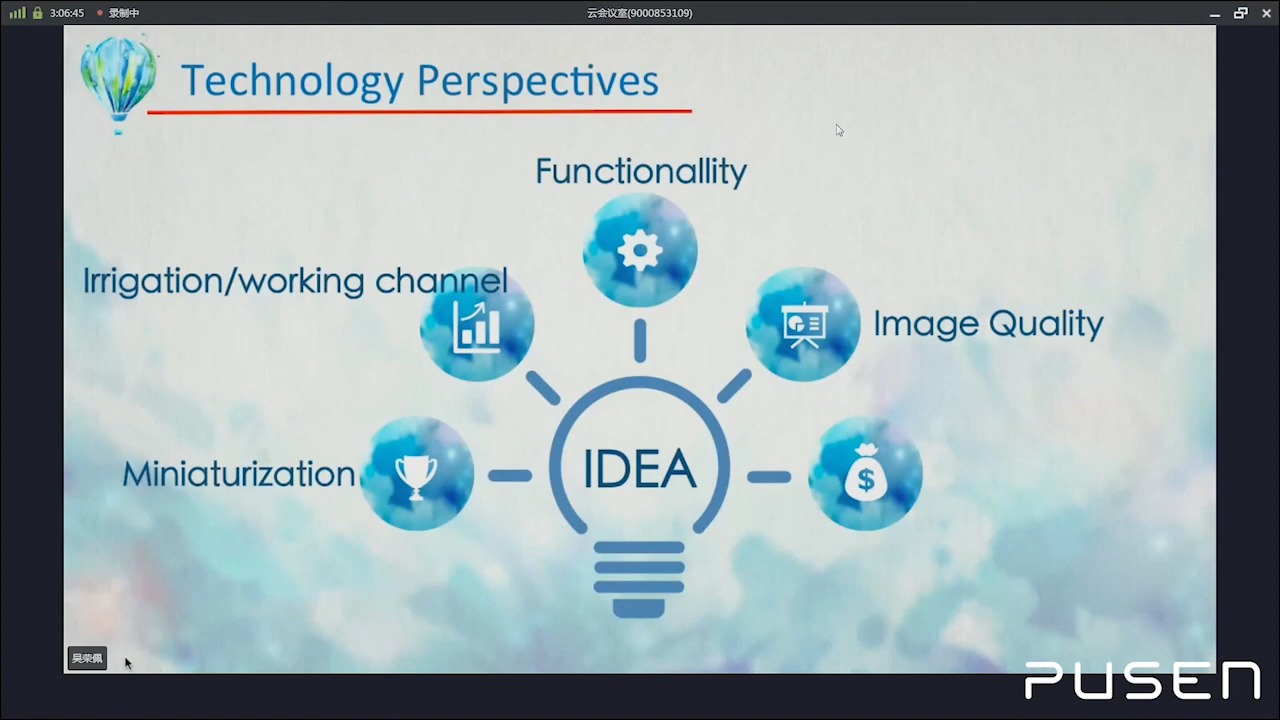 3:06:45
录制中
云会议室(9000853109)
Technology Perspectives
Functionallity
Irrigation/working channel
Image Quality
Miniaturization
IDEA
$
吴荣佩
PUSEN